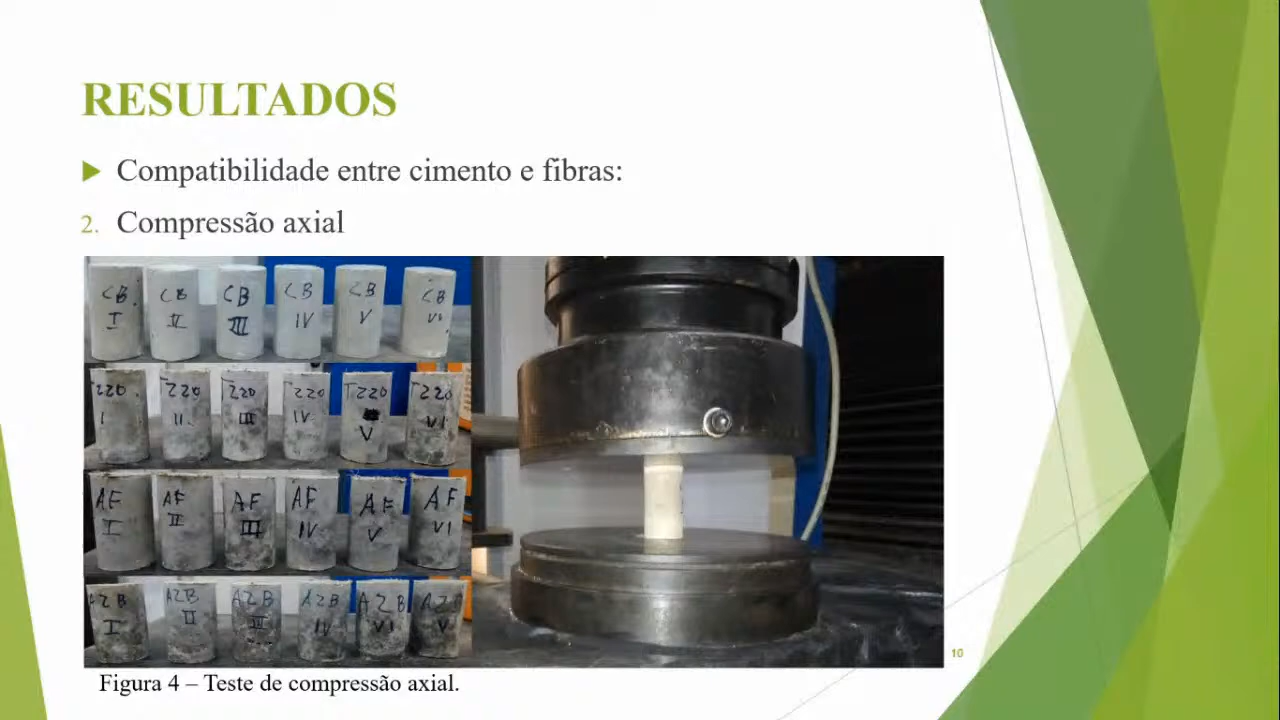 RESULTADOS
Compatibilidade entre cimento e fibras:
2. Compressão axial
CB I CB II CB III CB IV CB V CB VI
T220 I T220 II T220 III T220 IV T220 V T220 VI
AF I AF II AF III AF IV AF V AF VI
AZB I AZB II AZB III AZB IV AZB VI AZB V
10
Figura 4 – Teste de compressão axial.